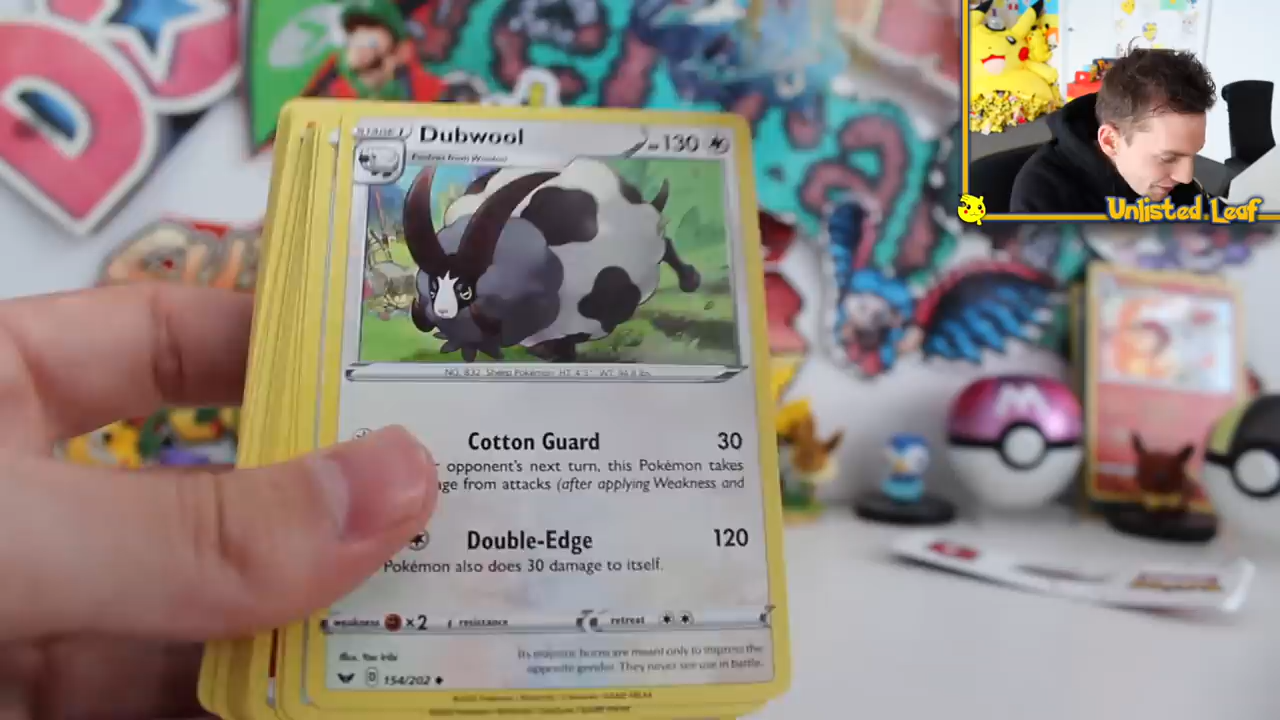 STAGE 1
Dubwool
130
Evolves from Wooloo
Unlisted.Leaf
M
NO. 832 Sheep Pokémon HT: 4'3" WT: 94.8 lbs.
Cotton Guard 30
opponent's next turn, this Pokémon takes
from attacks (after applying Weakness and
Double-Edge 120
Pokémon also does 30 damage to itself.
weakness ×2 resistance retreat
Its majestic horns are meant only to impress the
opposite gender. They never see use in battle.
D 154/202